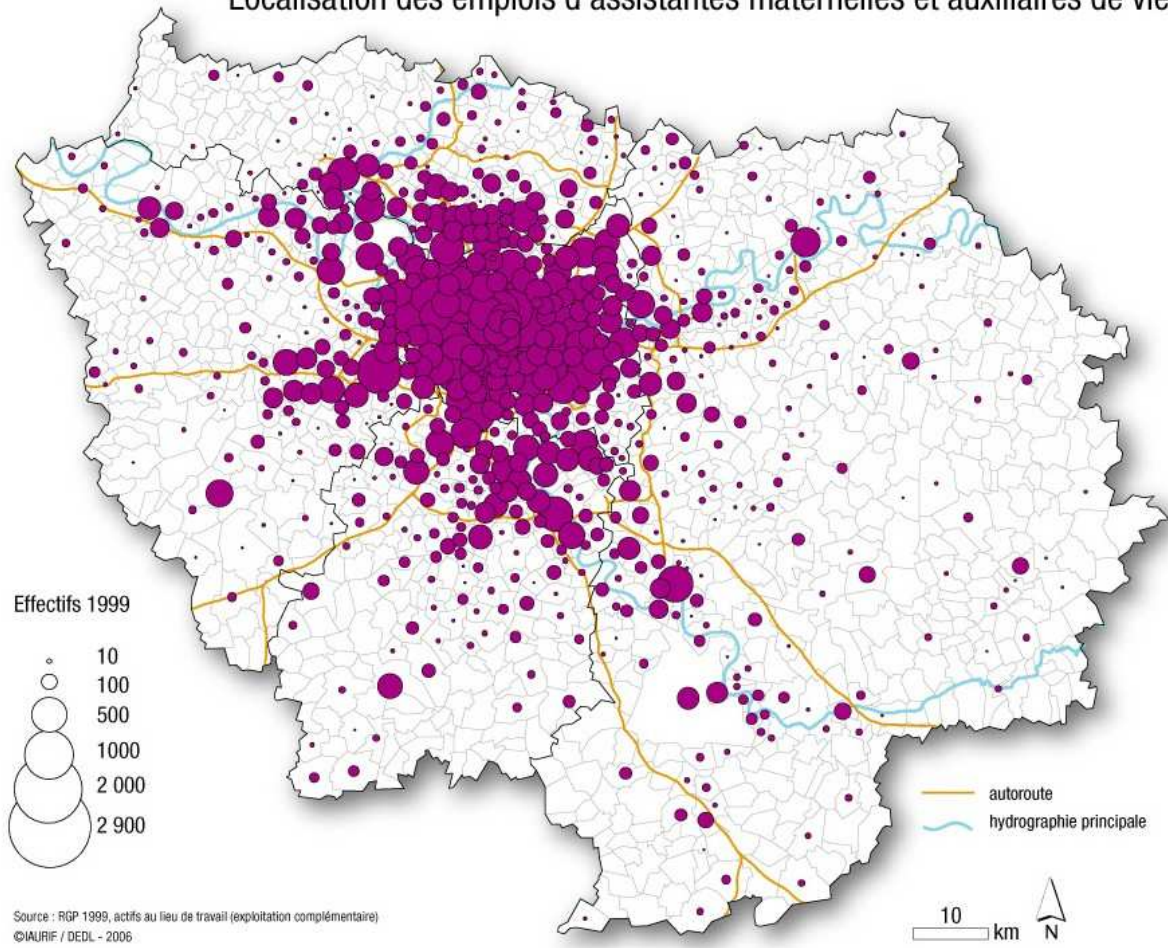 Localisation des emplois d'assistantes maternelles et auxiliaires de vie
Effectifs 1999
10
100
500
1000
2 000
2 900
autoroute
hydrographie principale
Source : RGP 1999, actifs au lieu de travail (exploitation complémentaire)
©IAURIF / DEDL - 2006
10
km
N